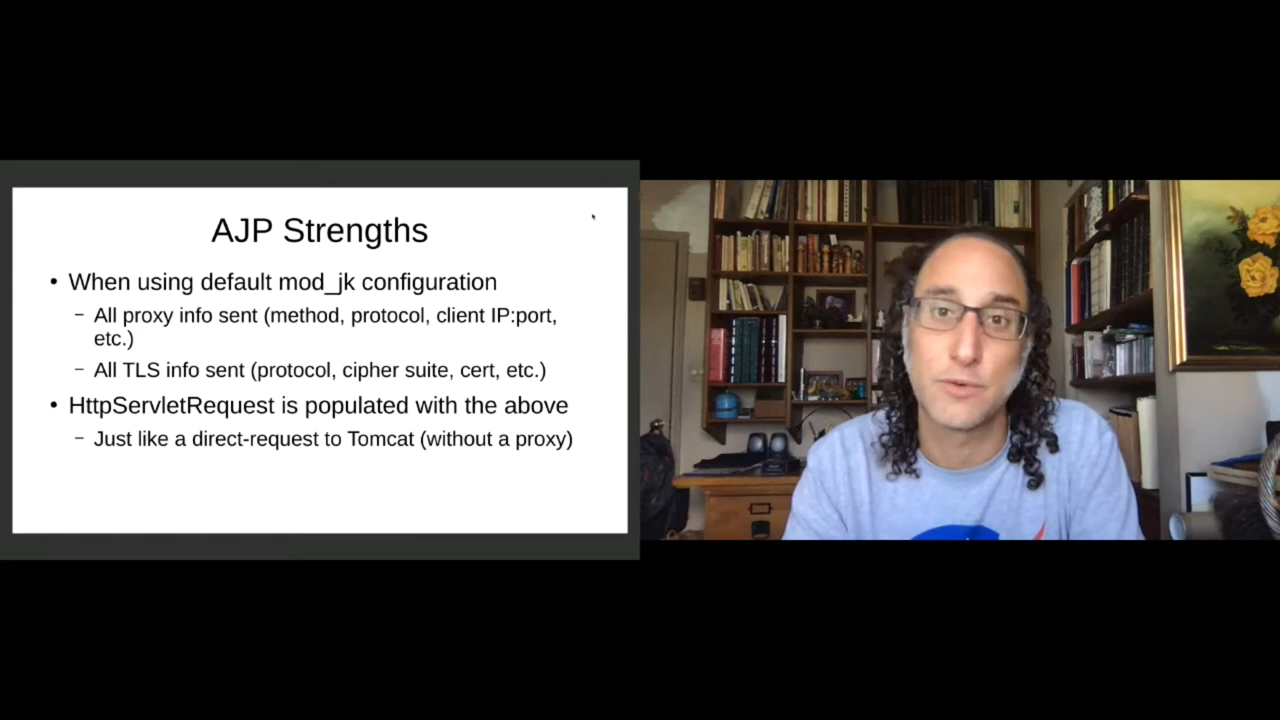 AJP Strengths
• When using default mod_jk configuration
– All proxy info sent (method, protocol, client IP:port,
etc.)
– All TLS info sent (protocol, cipher suite, cert, etc.)
• HttpServletRequest is populated with the above
– Just like a direct-request to Tomcat (without a proxy)